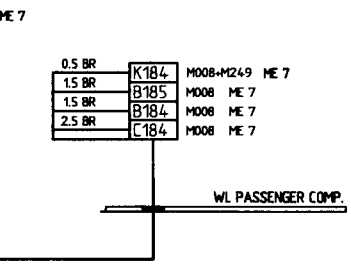 ME 7
0.5 BR K184 M008+M249 ME 7
1.5 BR B185 M008 ME 7
1.5 BR B184 M008 ME 7
2.5 BR C184 M008 ME 7
WL PASSENGER COMP.